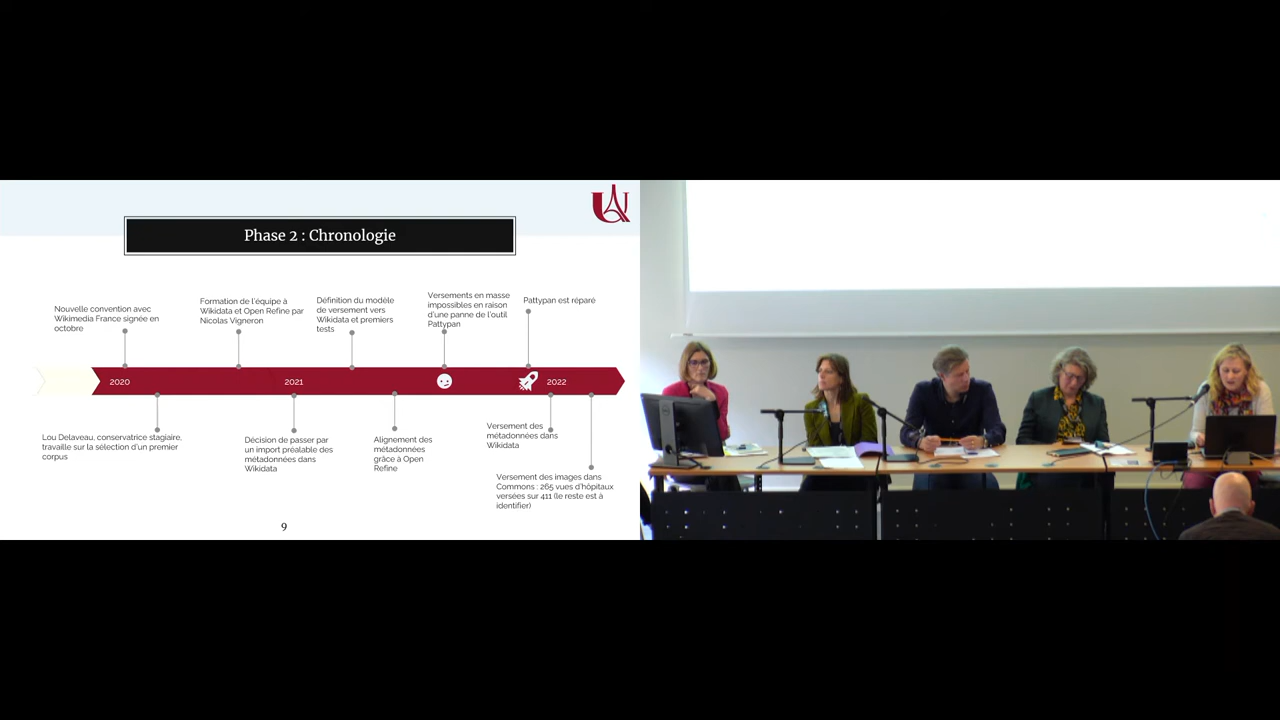 Phase 2 : Chronologie
Nouvelle convention avec
Wikimedia France signée en
octobre
Formation de l'équipe à
Wikidata et Open Refine par
Nicolas Vigneron
Définition du modèle
de versement vers
Wikidata et premiers
tests
Versements en masse
impossibles en raison
d'une panne de l'outil
Pattypan
Pattypan est réparé
2020
2021
2022
Lou Delaveau, conservatrice stagiaire,
travaille sur la sélection d'un premier
corpus
Décision de passer par
un import préalable des
métadonnées dans
Wikidata
Alignement des
métadonnées
grâce à Open
Refine
Versement des
métadonnées dans
Wikidata
Versement des images dans
Commons : 265 vues d'hôpitaux
versées sur 411 (le reste est à
identifier)
9